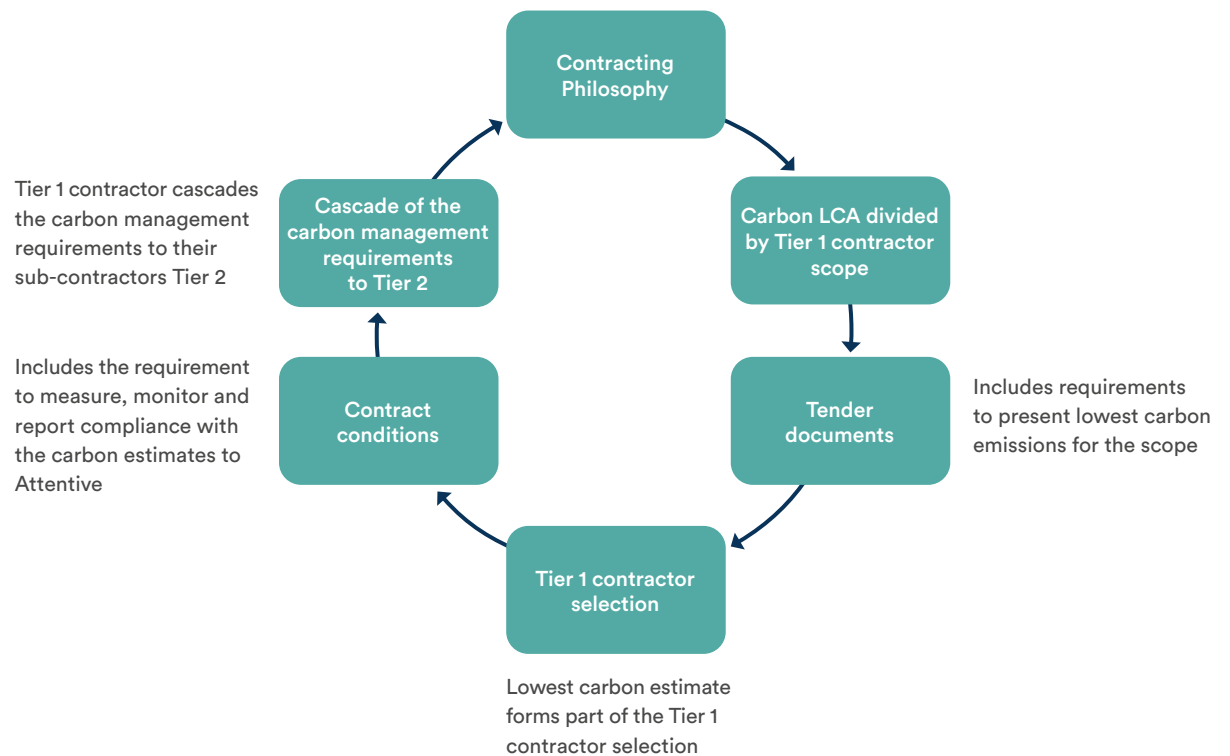 Contracting
Philosophy
Carbon LCA divided
by Tier 1 contractor
scope
Tender
documents
Includes requirements
to present lowest carbon
emissions for the scope
Tier 1 contractor
selection
Lowest carbon estimate
forms part of the Tier 1
contractor selection
Contract
conditions
Includes the requirement
to measure, monitor and
report compliance with
the carbon estimates to
Attentive
Cascade of the
carbon management
requirements
to Tier 2
Tier 1 contractor cascades
the carbon management
requirements to their
sub-contractors Tier 2